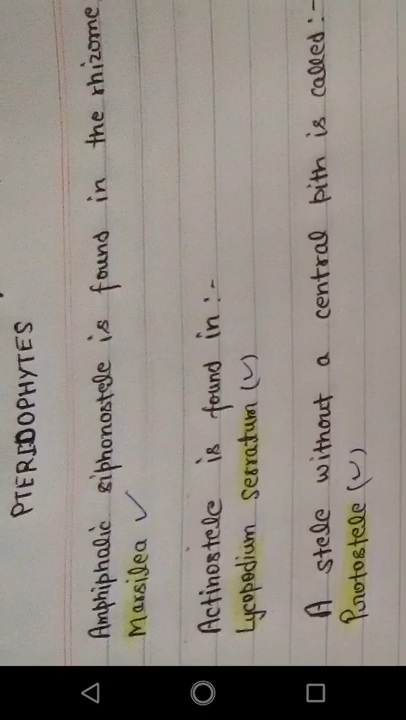 PTERIDOPHYTES
Amphiphalic siphonostele is found in the rhizome
Marsilea ✓
Actinostele is found in :-
Lycopodium serratum (✓)
A stele without a central pith is called :-
Protostele (✓)